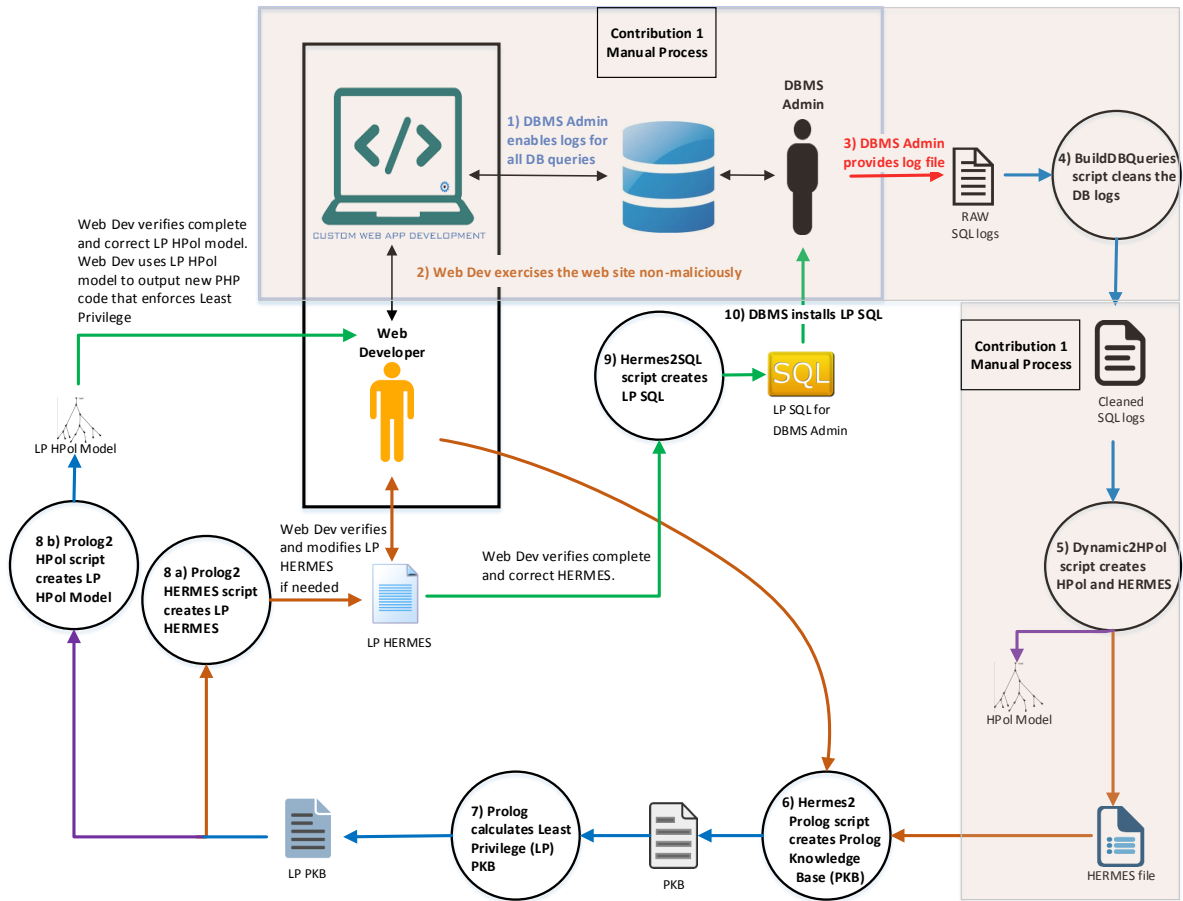 Contribution 1
Manual Process
DBMS
Admin
1) DBMS Admin
enables logs for
all DB queries
3) DBMS Admin
provides log file
4) BuildDBQueries
script cleans the
DB logs
RAW
SQL logs
CUSTOM WEB APP DEVELOPMENT
2) Web Dev exercises the web site non-maliciously
Web Dev verifies complete
and correct LP HPol model.
Web Dev uses LP HPol
model to output new PHP
code that enforces Least
Privilege
Web
Developer
10) DBMS installs LP SQL
9) Hermes2SQL
script creates
LP SQL
SQL
LP SQL for
DBMS Admin
Contribution 1
Manual Process
Cleaned
SQL logs
LP HPol Model
8 b) Prolog2
HPol script
creates LP
HPol Model
8 a) Prolog2
HERMES script
creates LP
HERMES
Web Dev verifies
and modifies LP
HERMES
if needed
LP HERMES
Web Dev verifies complete
and correct HERMES.
5) Dynamic2HPol
script creates
HPol and HERMES
HPol Model
HERMES file
6) Hermes2
Prolog script
creates Prolog
Knowledge
Base (PKB)
PKB
7) Prolog
calculates Least
Privilege (LP)
PKB
LP PKB